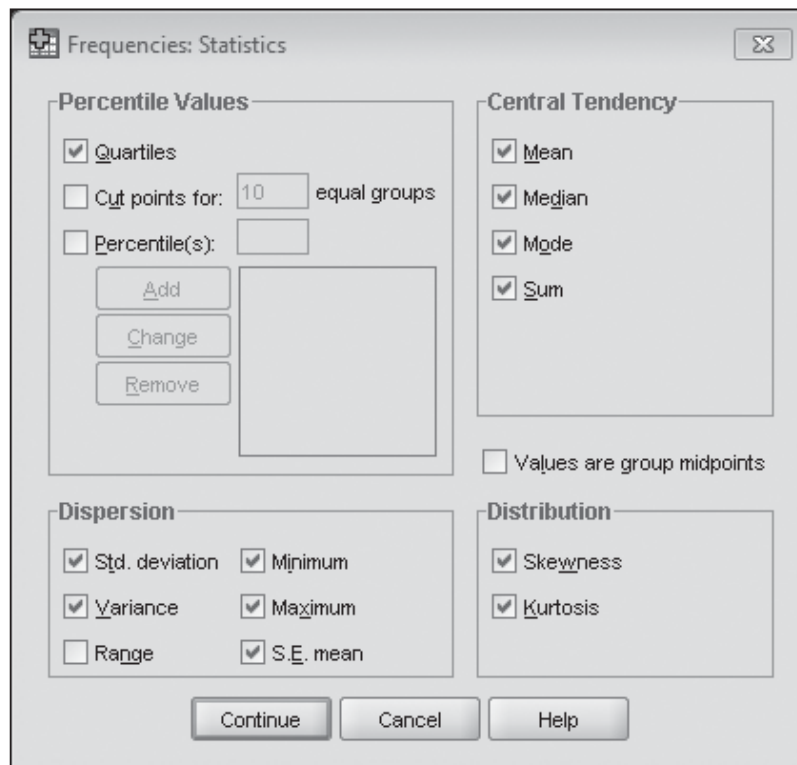 Frequencies: Statistics
Percentile Values
Quartiles
Cut points for: 10 equal groups
Percentile(s):
Add
Change
Remove
Central Tendency
Mean
Median
Mode
Sum
Values are group midpoints
Dispersion
Std. deviation Minimum
Variance Maximum
Range S.E. mean
Distribution
Skewness
Kurtosis
Continue Cancel Help